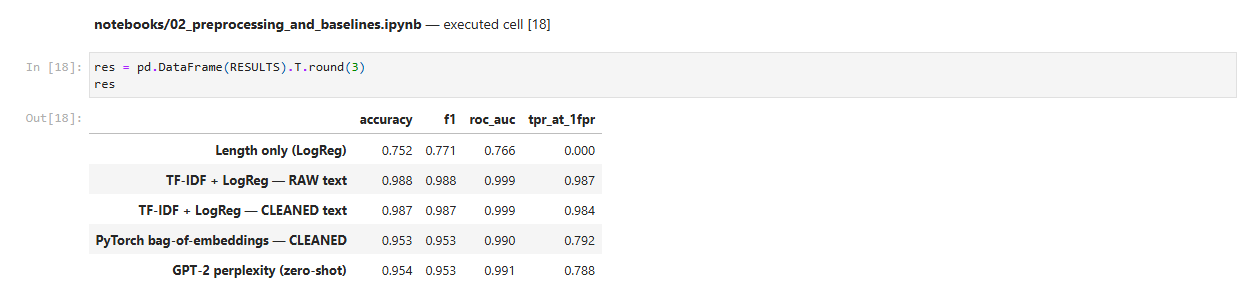 notebooks/02_preprocessing_and_baselines.ipynb — executed cell [18]
In [18]: res = pd.DataFrame(RESULTS).T.round(3)
res
Out[18]:
accuracy f1 roc_auc tpr_at_1fpr
Length only (LogReg) 0.752 0.771 0.766 0.000
TF-IDF + LogReg — RAW text 0.988 0.988 0.999 0.987
TF-IDF + LogReg — CLEANED text 0.987 0.987 0.999 0.984
PyTorch bag-of-embeddings — CLEANED 0.953 0.953 0.990 0.792
GPT-2 perplexity (zero-shot) 0.954 0.953 0.991 0.788